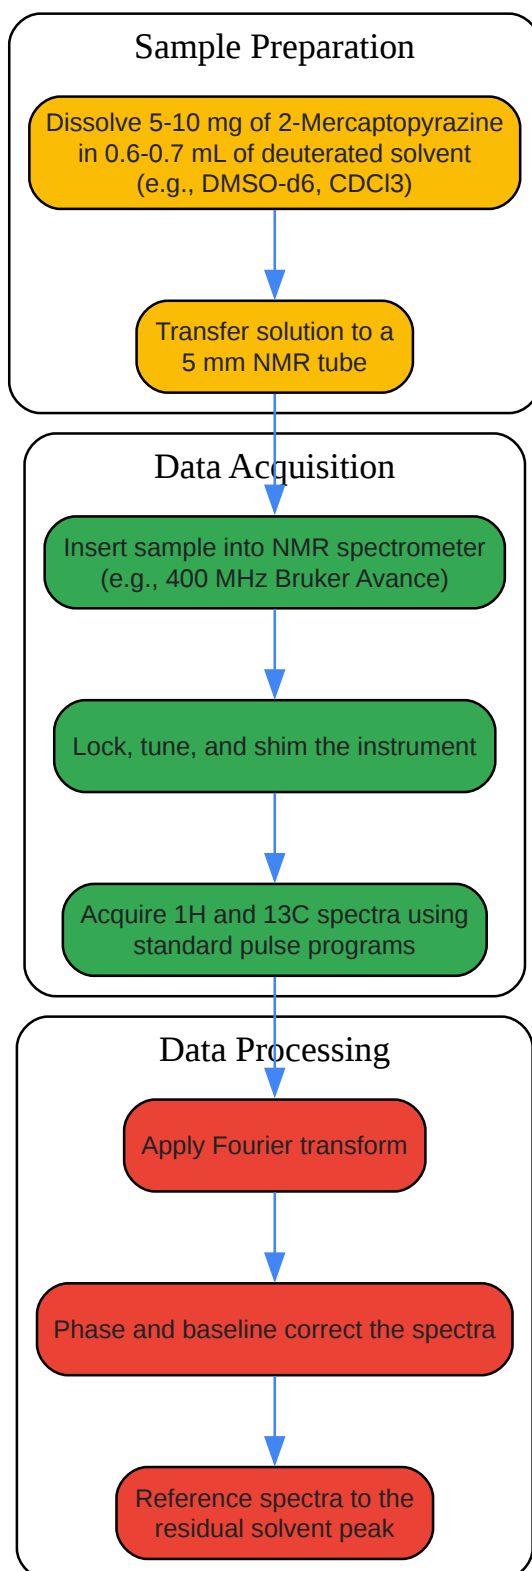 Sample Preparation
Dissolve 5-10 mg of 2-Mercaptopyrazine
in 0.6-0.7 mL of deuterated solvent
(e.g., DMSO-d6, CDCl3)
Transfer solution to a
5 mm NMR tube
Data Acquisition
Insert sample into NMR spectrometer
(e.g., 400 MHz Bruker Avance)
Lock, tune, and shim the instrument
Acquire 1H and 13C spectra using
standard pulse programs
Data Processing
Apply Fourier transform
Phase and baseline correct the spectra
Reference spectra to the
residual solvent peak